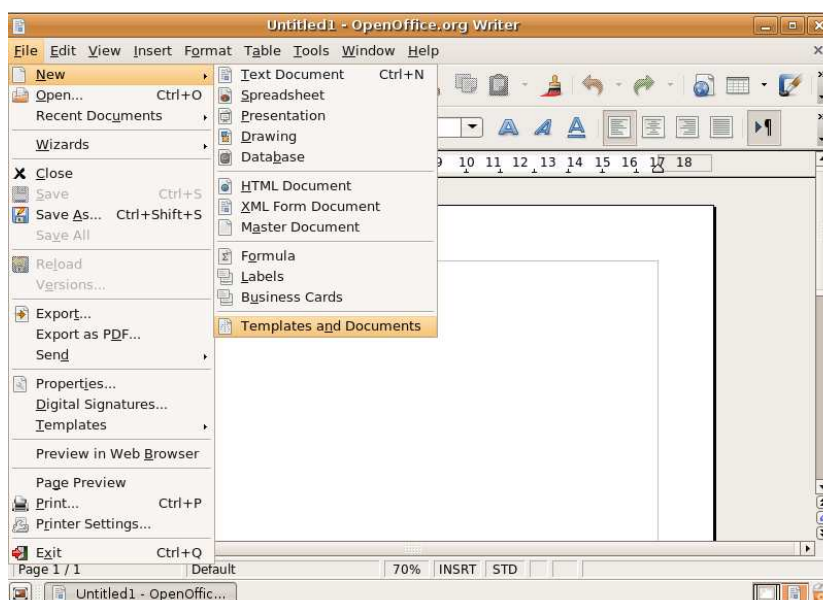 Untitled1 - OpenOffice.org Writer
File Edit View Insert Format Table Tools Window Help
New
Open... Ctrl+O
Recent Documents
Wizards
Close
Save Ctrl+S
Save As... Ctrl+Shift+S
Save All
Reload
Versions...
Export...
Export as PDF...
Send
Properties...
Digital Signatures...
Templates
Preview in Web Browser
Page Preview
Print... Ctrl+P
Printer Settings...
Exit Ctrl+Q
Text Document Ctrl+N
Spreadsheet
Presentation
Drawing
Database
HTML Document
XML Form Document
Master Document
Formula
Labels
Business Cards
Templates and Documents
10 11 12 13 14 15 16 17 18
Page 1 / 1 Default 70% INSRT STD
Untitled1 - OpenOffic...